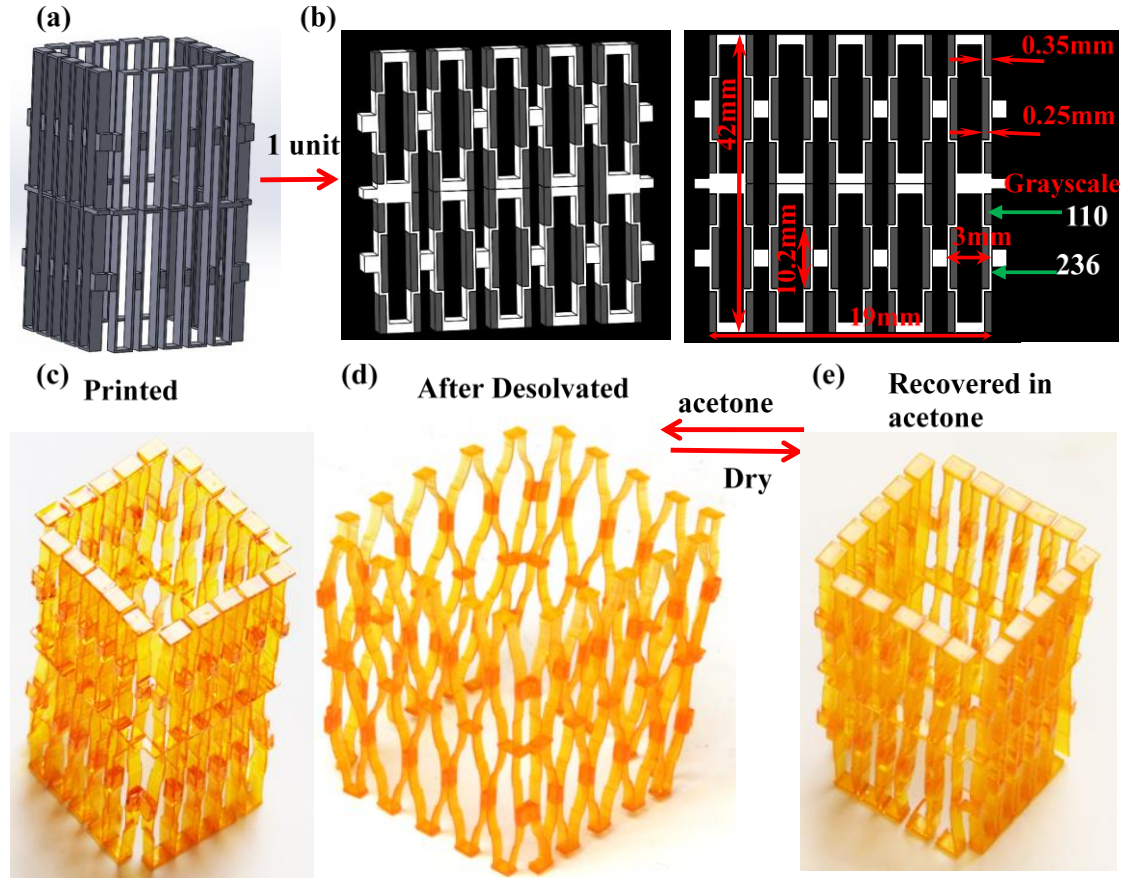 (a)
(b)
1 unit
42mm
10.2mm
19mm
3mm
0.35mm
0.25mm
Grayscale
110
236
(c)
Printed
(d)
After Desolvated
acetone
Dry
(e)
Recovered in
acetone